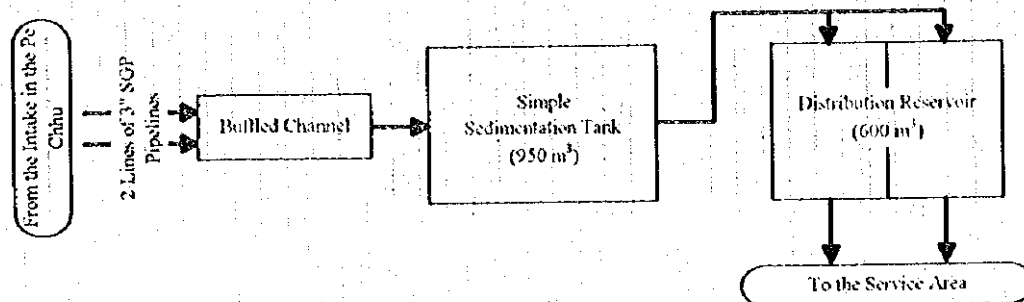 From the Intake in the Pe
Chhu
2 Lines of 3" SGP
Pipelines
Buffled Channel
Simple
Sedimentation Tank
(950 m³)
Distribution Reservoir
(600 m³)
To the Service Area